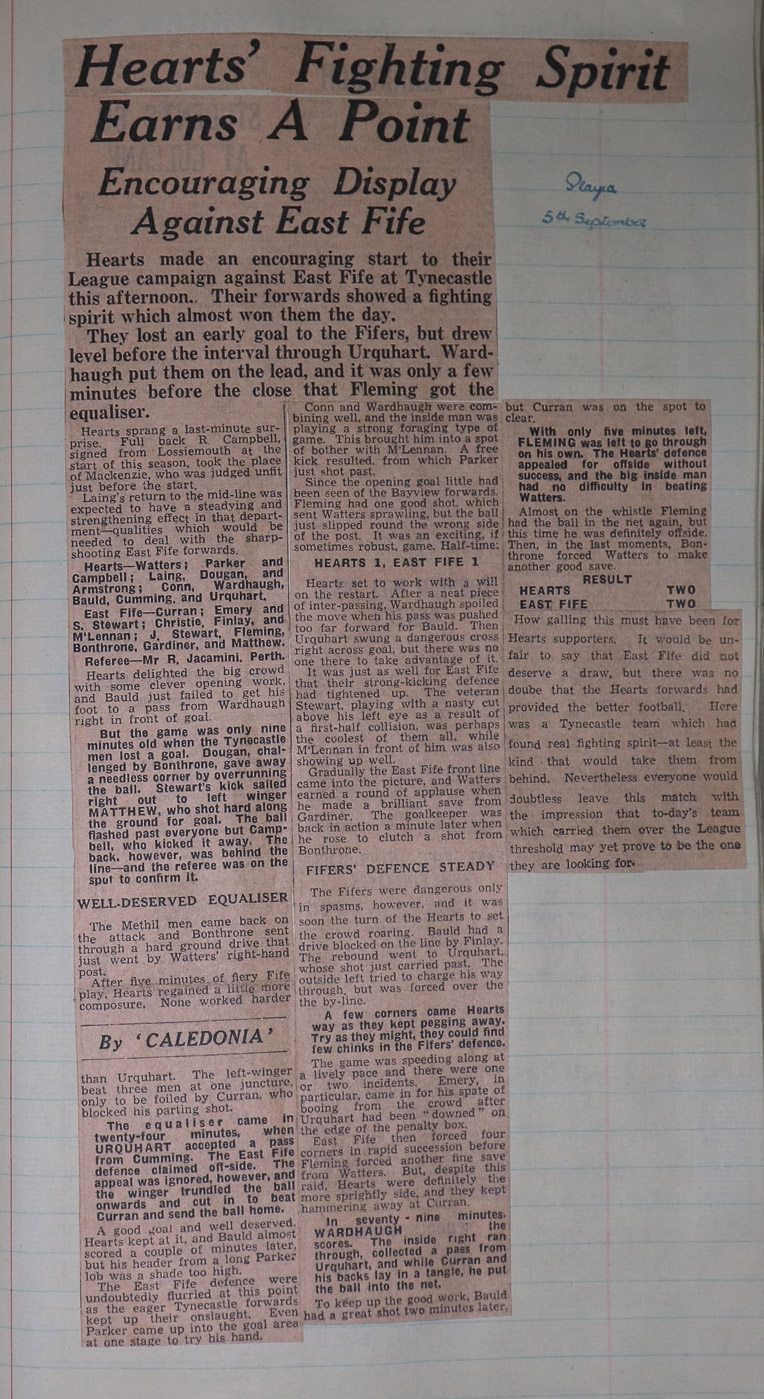 Hearts' Fighting Spirit
Earns A Point
Encouraging Display
Against East Fife
Played
5th September
Hearts made an encouraging start to their
League campaign against East Fife at Tynecastle
this afternoon.. Their forwards showed a fighting
spirit which almost won them the day.
They lost an early goal to the Fifers, but drew
level before the interval through Urquhart. Ward-
haugh put them on the lead, and it was only a few
minutes before the close that Fleming got the
equaliser.
Hearts sprang a last-minute sur-
prise. Full back R Campbell,
signed from Lossiemouth at the
start of this season, took the place
of Mackenzie, who was judged unfit
just before the start.
Laing's return to the mid-line was
expected to have a steadying and
strengthening effect in that depart-
ment—qualities which would be
needed to deal with the sharp-
shooting East Fife forwards.
Hearts—Watters; Parker and
Campbell; Laing, Dougan, and
Armstrong; Conn, Wardhaugh,
Bauld, Cumming, and Urquhart.
East Fife—Curran; Emery and
S. Stewart; Christie, Finlay, and
M'Lennan; J. Stewart, Fleming,
Bonthrone, Gardiner, and Matthew.
Referee—Mr R. Jacamini, Perth.
Hearts delighted the big crowd
with some clever opening work,
and Bauld just failed to get his
foot to a pass from Wardhaugh
right in front of goal.
But the game was only nine
minutes old when the Tynecastle
men lost a goal. Dougan, chal-
lenged by Bonthrone, gave away
a needless corner by overrunning
the ball. Stewart's kick sailed
right out to left winger
MATTHEW, who shot hard along
the ground for goal. The ball
flashed past everyone but Camp-
bell, who kicked it away. The
back, however, was behind the
line—and the referee was on the
spot to confirm it.
WELL-DESERVED EQUALISER
The Methil men came back on
the attack and Bonthrone sent
through a hard ground drive that
just went by Watters' right-hand
post.
After five minutes of fiery Fife
play, Hearts regained a little more
composure. None worked harder
By 'CALEDONIA'
than Urquhart. The left-winger
beat three men at one juncture,
only to be foiled by Curran, who
blocked his parting shot.
The equaliser came in
twenty-four minutes, when
URQUHART accepted a pass
from Cumming. The East Fife
defence claimed off-side. The
appeal was ignored, however, and
the winger trundled the ball
onwards and cut in to beat
Curran and send the ball home.
A good goal and well deserved.
Hearts kept at it, and Bauld almost
scored a couple of minutes later,
but his header from a long Parker
lob was a shade too high.
The East Fife defence were
undoubtedly flurried at this point
as the eager Tynecastle forwards
kept up their onslaught. Even
Parker came up into the goal area
at one stage to try his hand.
Conn and Wardhaugh were com-
bining well, and the inside man was
playing a strong foraging type of
game. This brought him into a spot
of bother with M'Lennan. A free
kick resulted, from which Parker
just shot past.
Since the opening goal little had
been seen of the Bayview forwards.
Fleming had one good shot, which
sent Watters sprawling, but the ball
just slipped round the wrong side
of the post. It was an exciting, if
sometimes robust, game. Half-time:
HEARTS 1, EAST FIFE 1
Hearts set to work with a will
on the restart. After a neat piece
of inter-passing, Wardhaugh spoiled
the move when his pass was pushed
too far forward for Bauld. Then
Urquhart swung a dangerous cross
right across goal, but there was no
one there to take advantage of it.
It was just as well for East Fife
that their strong-kicking defence
had tightened up. The veteran
Stewart, playing with a nasty cut
above his left eye as a result of
a first-half collision, was perhaps
the coolest of them all, while
M'Lennan in front of him was also
showing up well.
Gradually the East Fife front line
came into the picture, and Watters
earned a round of applause when
he made a brilliant save from
Gardiner. The goalkeeper was
back in action a minute later when
he rose to clutch a shot from
Bonthrone.
FIFERS' DEFENCE STEADY
The Fifers were dangerous only
in spasms, however, and it was
soon the turn of the Hearts to set
the crowd roaring. Bauld had a
drive blocked on the line by Finlay.
The rebound went to Urquhart,
whose shot just carried past. The
outside left tried to charge his way
through, but was forced over the
the by-line.
A few corners came Hearts
way as they kept pegging away.
Try as they might, they could find
few chinks in the Fifers' defence.
The game was speeding along at
a lively pace and there were one
or two incidents. Emery, in
particular, came in for his spate of
booing from the crowd after
Urquhart had been "downed" on
the edge of the penalty box.
East Fife then forced four
corners in rapid succession before
Fleming forced another fine save
from Watters. But, despite this
raid, Hearts were definitely the
more sprightly side, and they kept
hammering away at Curran.
In seventy-nine minutes,
WARDHAUGH the
scores. The inside right ran
through, collected a pass from
Urquhart, and while Curran and
his backs lay in a tangle, he put
the ball into the net.
To keep up the good work, Bauld
had a great shot two minutes later,
but Curran was on the spot to
clear.
With only five minutes left,
FLEMING was left to go through
on his own. The Hearts' defence
appealed for offside without
success, and the big inside man
had no difficulty in beating
Watters.
Almost on the whistle Fleming
had the ball in the net again, but
this time he was definitely offside.
Then, in the last moments, Bon-
throne forced Watters to make
another good save.
RESULT
HEARTS TWO
EAST FIFE TWO
How galling this must have been for
Hearts supporters. It would be un-
fair to say that East Fife did not
deserve a draw, but there was no
doube that the Hearts forwards had
provided the better football. Here
was a Tynecastle team which had
found real fighting spirit—at least the
kind that would take them from
behind. Nevertheless everyone would
doubtless leave this match with
the impression that to-day's team
which carried them over the League
threshold may yet prove to be the one
they are looking for.